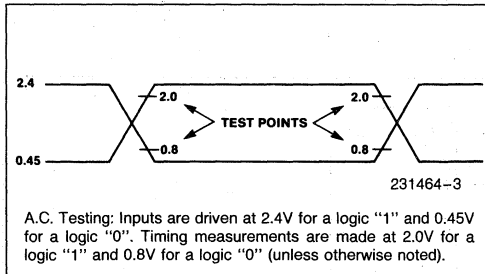 2.4
2.0 2.0
TEST POINTS
0.8 0.8
0.45
231464-3
A.C. Testing: Inputs are driven at 2.4V for a logic "1" and 0.45V
for a logic "0". Timing measurements are made at 2.0V for a
logic "1" and 0.8V for a logic "0" (unless otherwise noted).